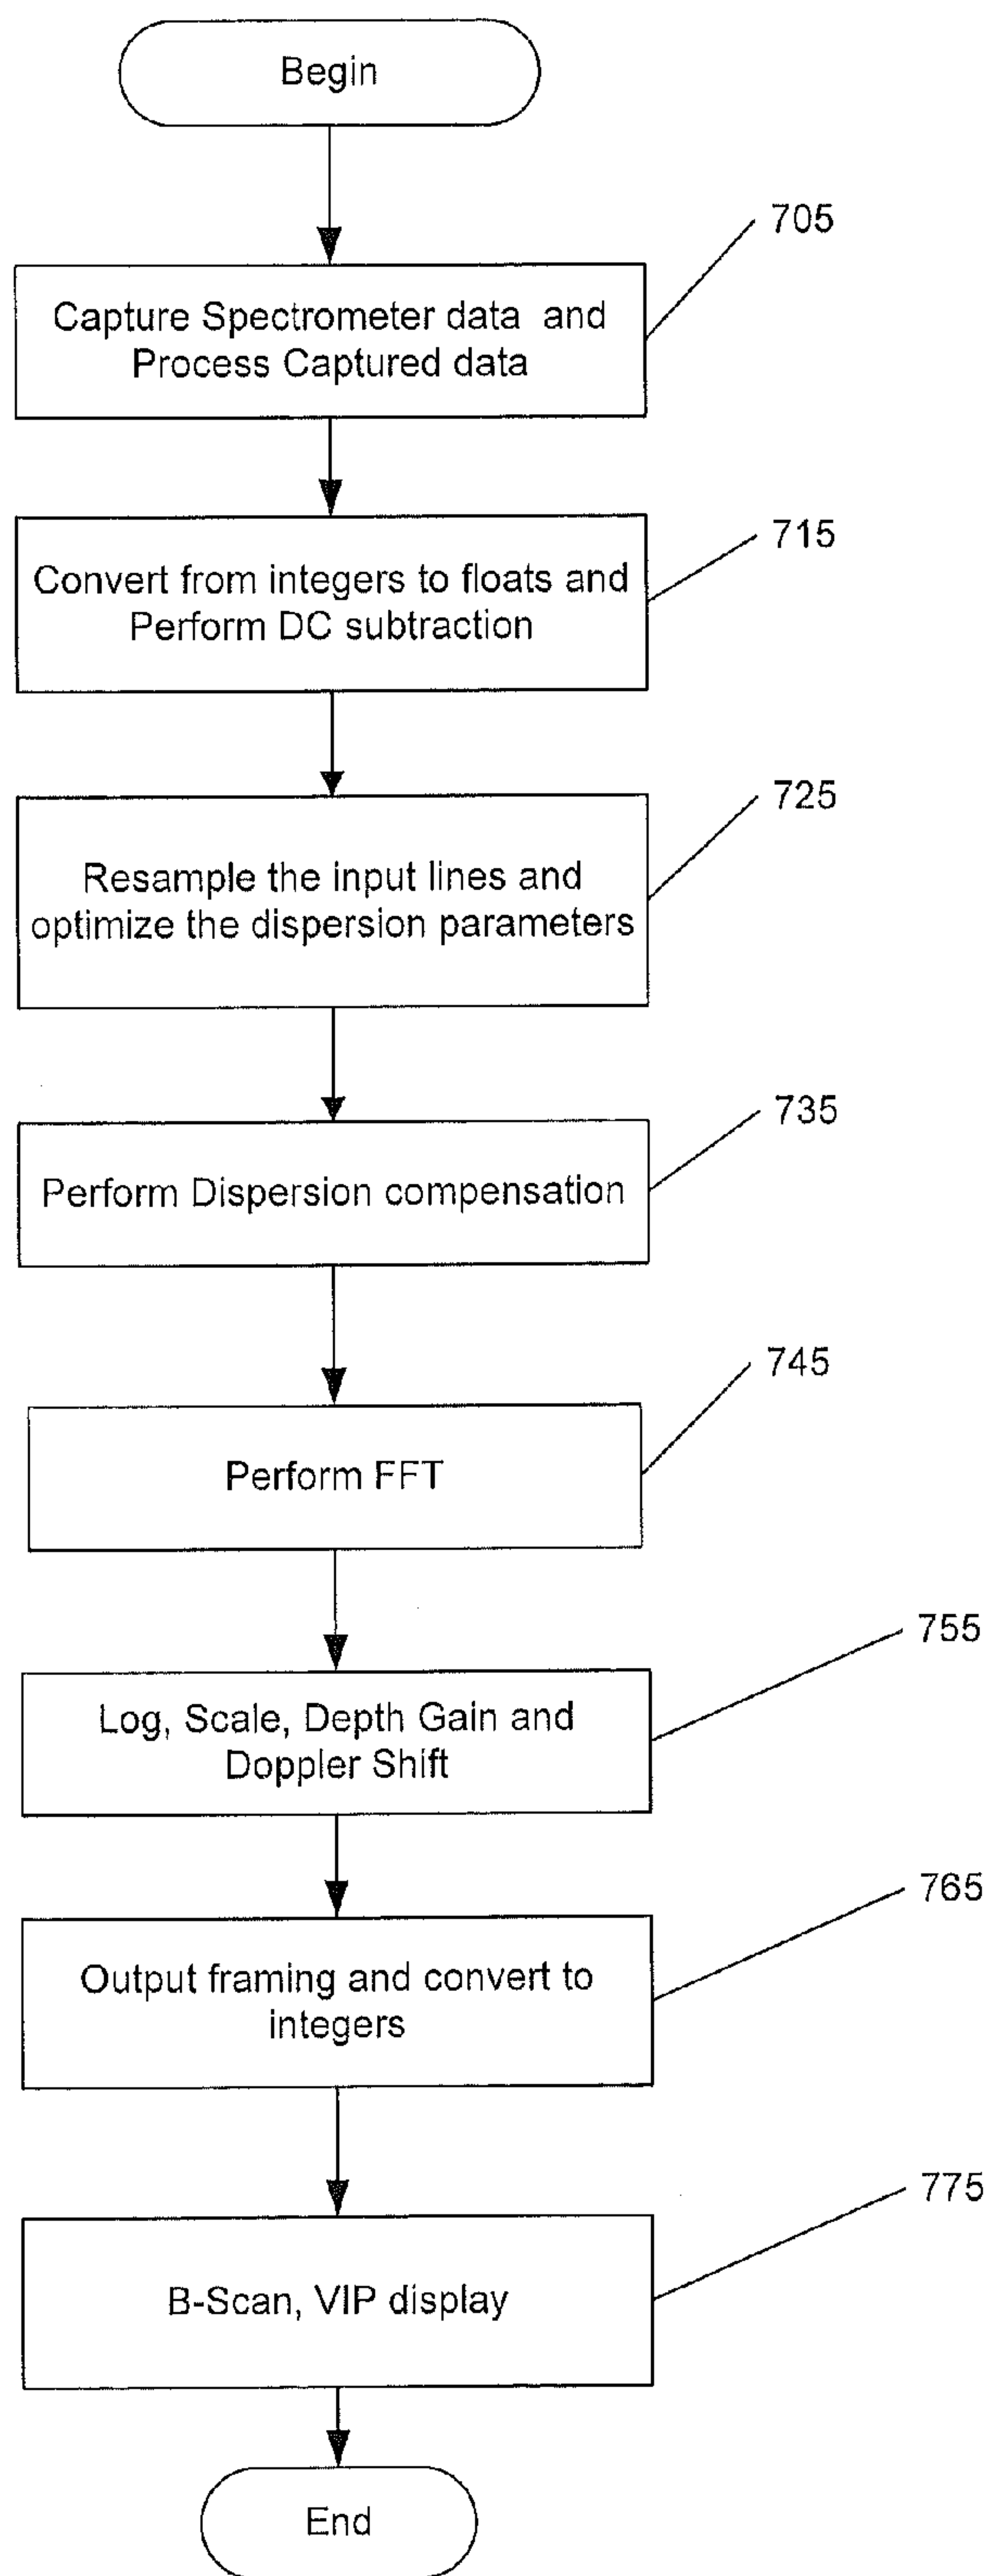 Begin
705
Capture Spectrometer data and
Process Captured data
715
Convert from integers to floats and
Perform DC subtraction
725
Resample the input lines and
optimize the dispersion parameters
735
Perform Dispersion compensation
745
Perform FFT
755
Log, Scale, Depth Gain and
Doppler Shift
765
Output framing and convert to
integers
775
B-Scan, VIP display
End